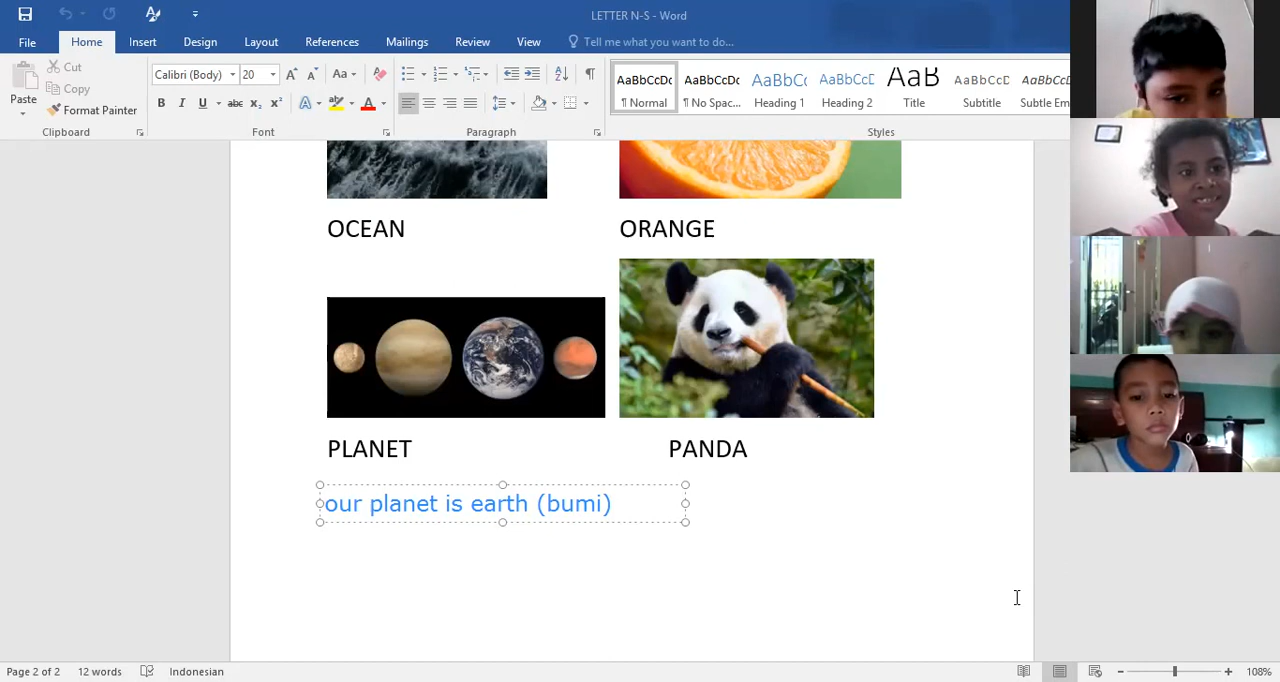 LETTER N-S - Word
File Home Insert Design Layout References Mailings Review View Tell me what you want to do...
Paste
Cut
Copy
Format Painter
Clipboard
Calibri (Body) 20
Font
Paragraph
AaBbCcDc AaBbCcDc AaBbCc AaBbCcD AaB AaBbCcD AaBbCcD
¶ Normal ¶ No Spac... Heading 1 Heading 2 Title Subtitle Subtle Em
Styles
OCEAN ORANGE
PLANET PANDA
our planet is earth (bumi)
Page 2 of 2 12 words Indonesian 108%